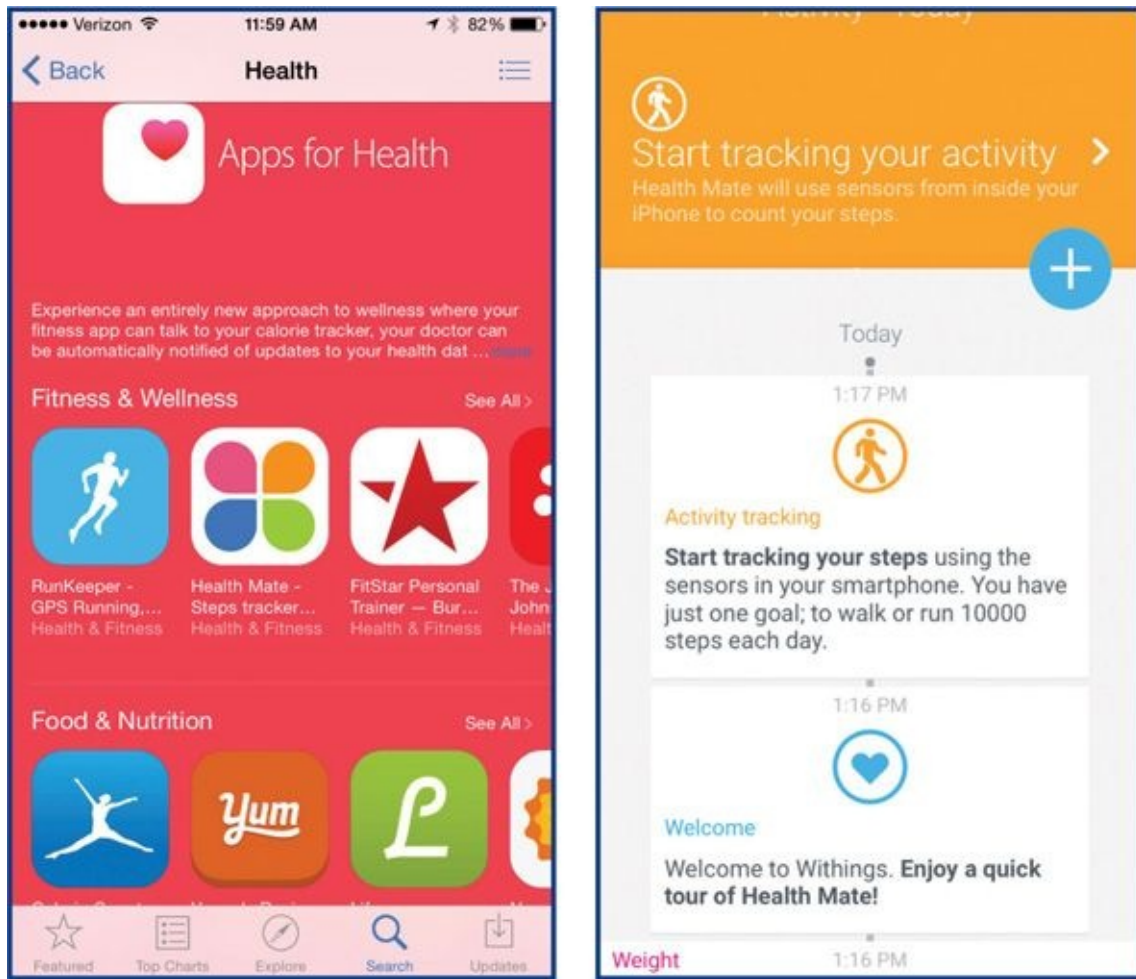 Verizon 11:59 AM 82%
Back Health
Apps for Health
Experience an entirely new approach to wellness where your
fitness app can talk to your calorie tracker, your doctor can
be automatically notified of updates to your health dat ...
Fitness & Wellness See All >
RunKeeper -
GPS Running,...
Health & Fitness
Health Mate -
Steps tracker...
Health & Fitness
FitStar Personal
Trainer — Bur...
Health & Fitness
The
John
Healt
Food & Nutrition See All >
Yum
L
Featured Top Charts Explore Search Updates
Activity Today
Start tracking your activity
Health Mate will use sensors from inside your
iPhone to count your steps.
Today
1:17 PM
Activity tracking
Start tracking your steps using the
sensors in your smartphone. You have
just one goal; to walk or run 10000
steps each day.
1:16 PM
Welcome
Welcome to Withings. Enjoy a quick
tour of Health Mate!
Weight 1:16 PM